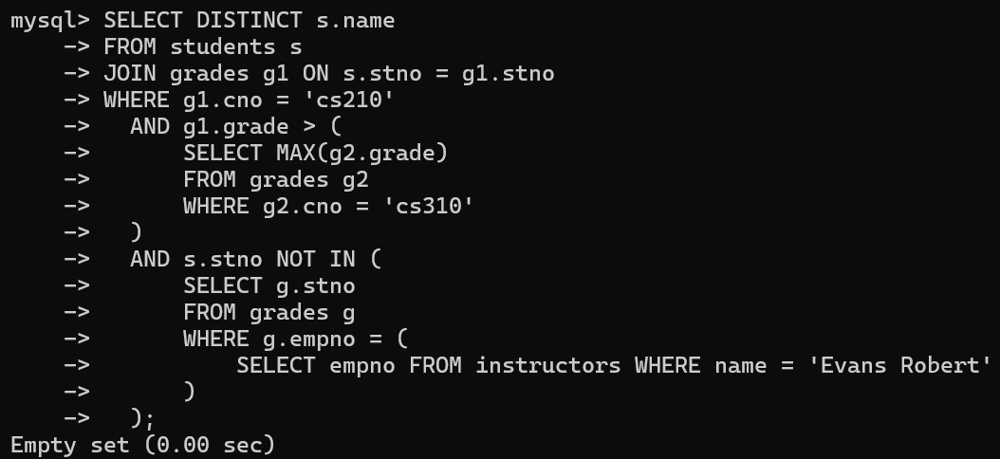 mysql> SELECT DISTINCT s.name
    -> FROM students s
    -> JOIN grades g1 ON s.stno = g1.stno
    -> WHERE g1.cno = 'cs210'
    ->   AND g1.grade > (
    ->       SELECT MAX(g2.grade)
    ->       FROM grades g2
    ->       WHERE g2.cno = 'cs310'
    ->   )
    ->   AND s.stno NOT IN (
    ->       SELECT g.stno
    ->       FROM grades g
    ->       WHERE g.empno = (
    ->           SELECT empno FROM instructors WHERE name = 'Evans Robert'
    ->       )
    ->   );
Empty set (0.00 sec)